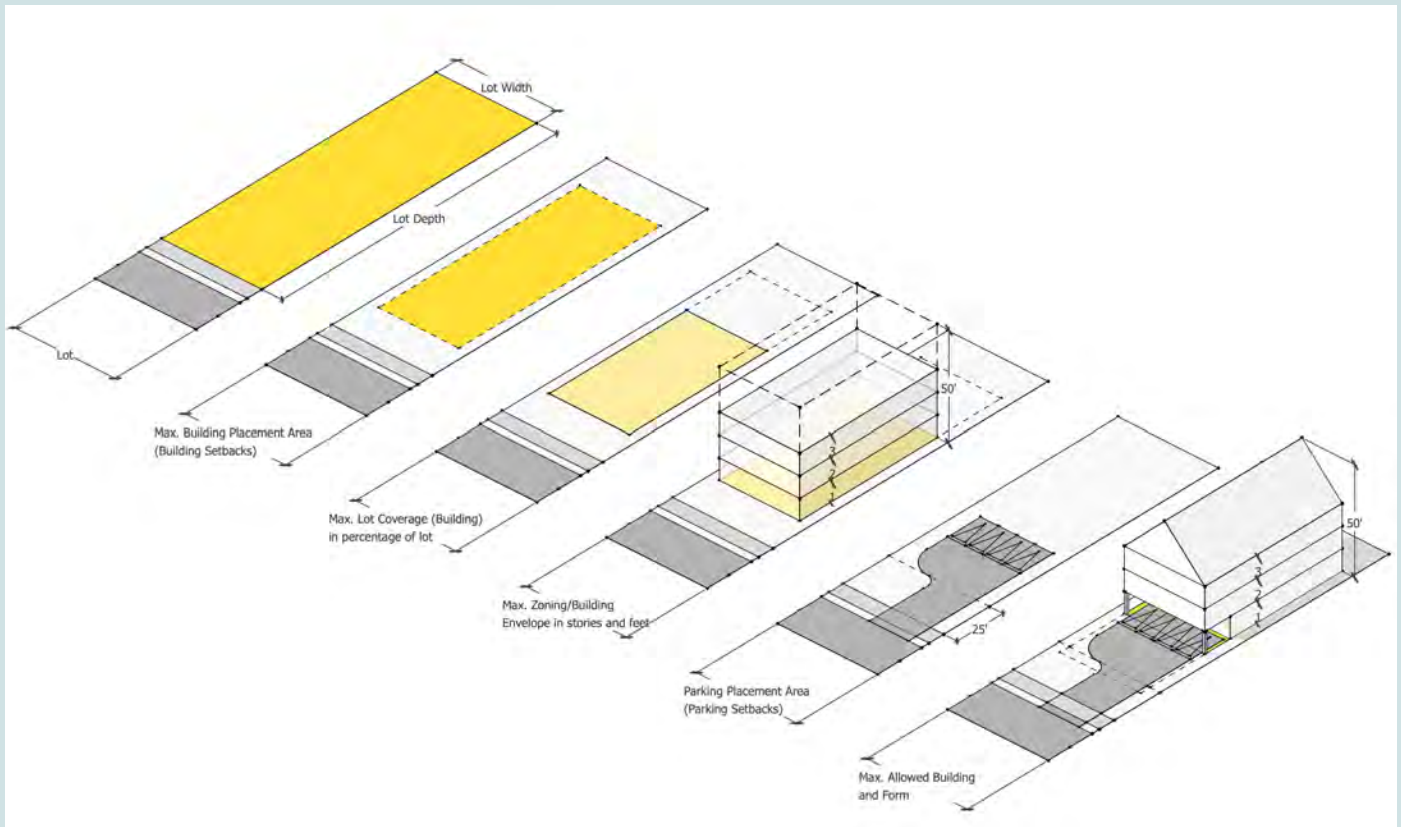 Lot Width
Lot Depth
Lot
Max. Building Placement Area
(Building Setbacks)
Max. Lot Coverage (Building)
in percentage of lot
50'
3
2
1
Max. Zoning/Building
Envelope in stories and feet
25'
Parking Placement Area
(Parking Setbacks)
50'
3
2
1
Max. Allowed Building
and Form